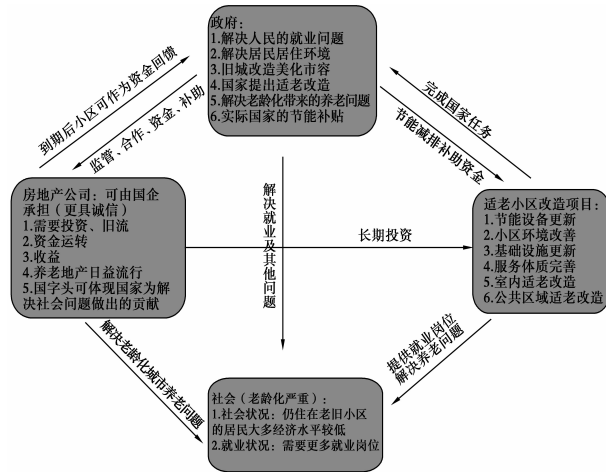 政府：
1.解决人民的就业问题
2.解决居民居住环境
3.旧城改造美化市容
4.国家提出适老改造
5.解决老龄化带来的养老问题
6.实际国家的节能补贴
到期后小区可作为资金回馈
监管、合作、资金、补助
完成国家任务
节能减排补助资金
房地产公司：可由国企
承担（更具诚信）
1.需要投资、旧流
2.资金运转
3.收益
4.养老地产日益流行
5.国字头可体现国家为解
决社会问题做出的贡献
解决就业及其他
问题
长期投资
适老小区改造项目：
1.节能设备更新
2.小区环境改善
3.基础设施更新
4.服务体质完善
5.室内适老改造
6.公共区域适老改造
解决老龄化城市养老问题
提供就业岗位
解决养老问题
社会（老龄化严重）：
1.社会状况：仍住在老旧小区
的居民大多经济水平较低
2.就业状况：需要更多就业岗位